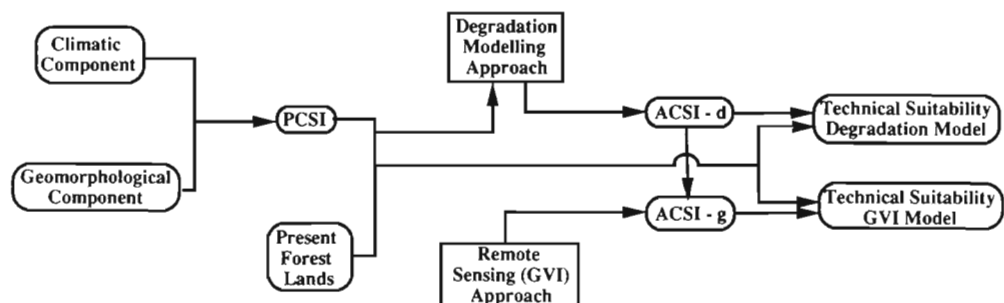 Climatic
Component
Geomorphological
Component
PCSI
Present
Forest
Lands
Degradation
Modelling
Approach
Remote
Sensing (GVI)
Approach
ACSI - d
ACSI - g
Technical Suitability
Degradation Model
Technical Suitability
GVI Model